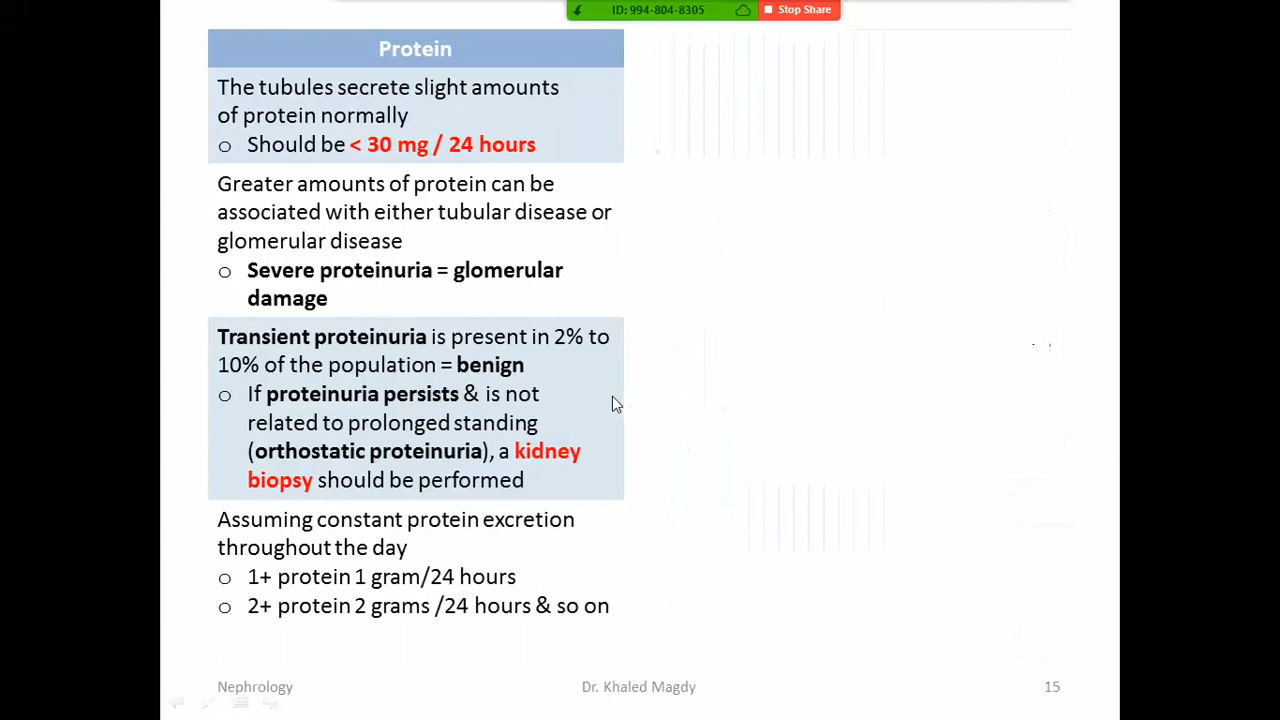 ID: 994-804-8305
Stop Share
Protein
The tubules secrete slight amounts
of protein normally
o Should be < 30 mg / 24 hours
Greater amounts of protein can be
associated with either tubular disease or
glomerular disease
o Severe proteinuria = glomerular
damage
Transient proteinuria is present in 2% to
10% of the population = benign
o If proteinuria persists & is not
related to prolonged standing
(orthostatic proteinuria), a kidney
biopsy should be performed
Assuming constant protein excretion
throughout the day
o 1+ protein 1 gram/24 hours
o 2+ protein 2 grams /24 hours & so on
Nephrology
Dr. Khaled Magdy
15